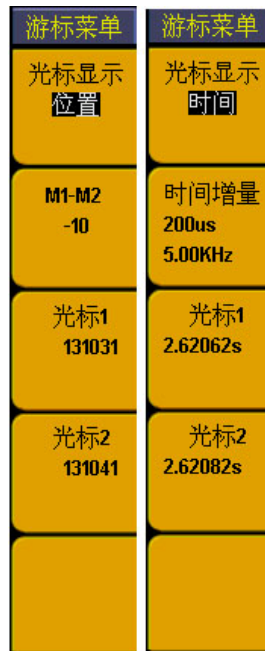 游标菜单
光标显示
位置
M1-M2
-10
光标1
131031
光标2
131041
游标菜单
光标显示
时间
时间增量
200us
5.00KHz
光标1
2.62062s
光标2
2.62082s